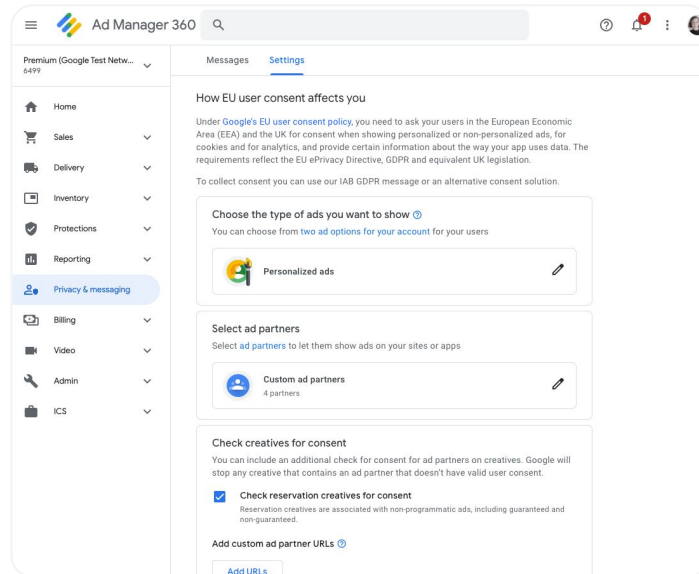 Ad Manager 360
1
Premium (Google Test Netw...
6499
Home
Sales
Delivery
Inventory
Protections
Reporting
Privacy & messaging
Billing
Video
Admin
ICS
Messages
Settings
How EU user consent affects you
Under Google's EU user consent policy, you need to ask your users in the European Economic
Area (EEA) and the UK for consent when showing personalized or non-personalized ads, for
cookies and for analytics, and provide certain information about the way your app uses data. The
requirements reflect the EU ePrivacy Directive, GDPR and equivalent UK legislation.
To collect consent you can use our IAB GDPR message or an alternative consent solution.
Choose the type of ads you want to show
You can choose from two ad options for your account for your users
Personalized ads
Select ad partners
Select ad partners to let them show ads on your sites or apps
Custom ad partners
4 partners
Check creatives for consent
You can include an additional check for consent for ad partners on creatives. Google will
stop any creative that contains an ad partner that doesn't have valid user consent.
Check reservation creatives for consent
Reservation creatives are associated with non-programmatic ads, including guaranteed and
non-guaranteed.
Add custom ad partner URLs
Add URLs